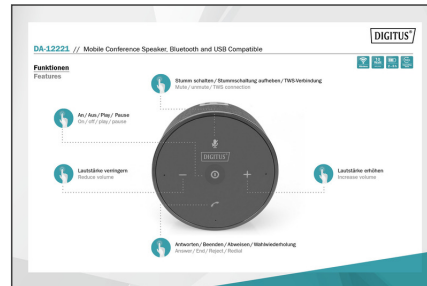 DIGITUS®
DA-12221 // Mobile Conference Speaker, Bluetooth and USB Compatible
Funktionen
Features
Stumm schalten / Stummschaltung aufheben / TWS-Verbindung
Mute / unmute / TWS connection
An / Aus / Play / Pause
On / off / play / pause
DIGITUS®
Lautstärke verringern
Reduce volume
Lautstärke erhöhen
Increase volume
Antworten / Beenden / Abweisen / Wahlwiederholung
Answer / End / Reject / Redial